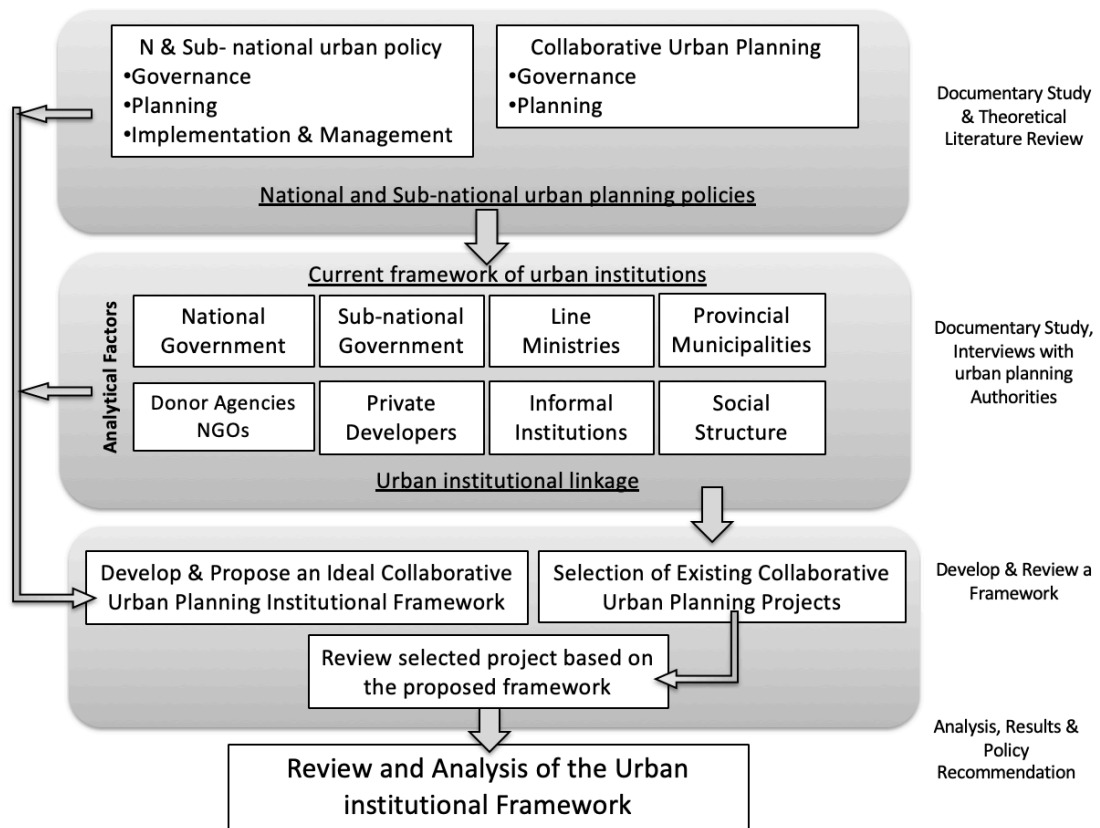 N & Sub- national urban policy
•Governance
•Planning
•Implementation & Management
Collaborative Urban Planning
•Governance
•Planning
Documentary Study
& Theoretical
Literature Review
National and Sub-national urban planning policies
Current framework of urban institutions
Analytical Factors
National
Government
Sub-national
Government
Line
Ministries
Provincial
Municipalities
Donor Agencies
NGOs
Private
Developers
Informal
Institutions
Social
Structure
Documentary Study,
Interviews with
urban planning
Authorities
Urban institutional linkage
Develop & Propose an Ideal Collaborative
Urban Planning Institutional Framework
Selection of Existing Collaborative
Urban Planning Projects
Develop & Review a
Framework
Review selected project based on
the proposed framework
Analysis, Results &
Policy
Recommendation
Review and Analysis of the Urban
institutional Framework